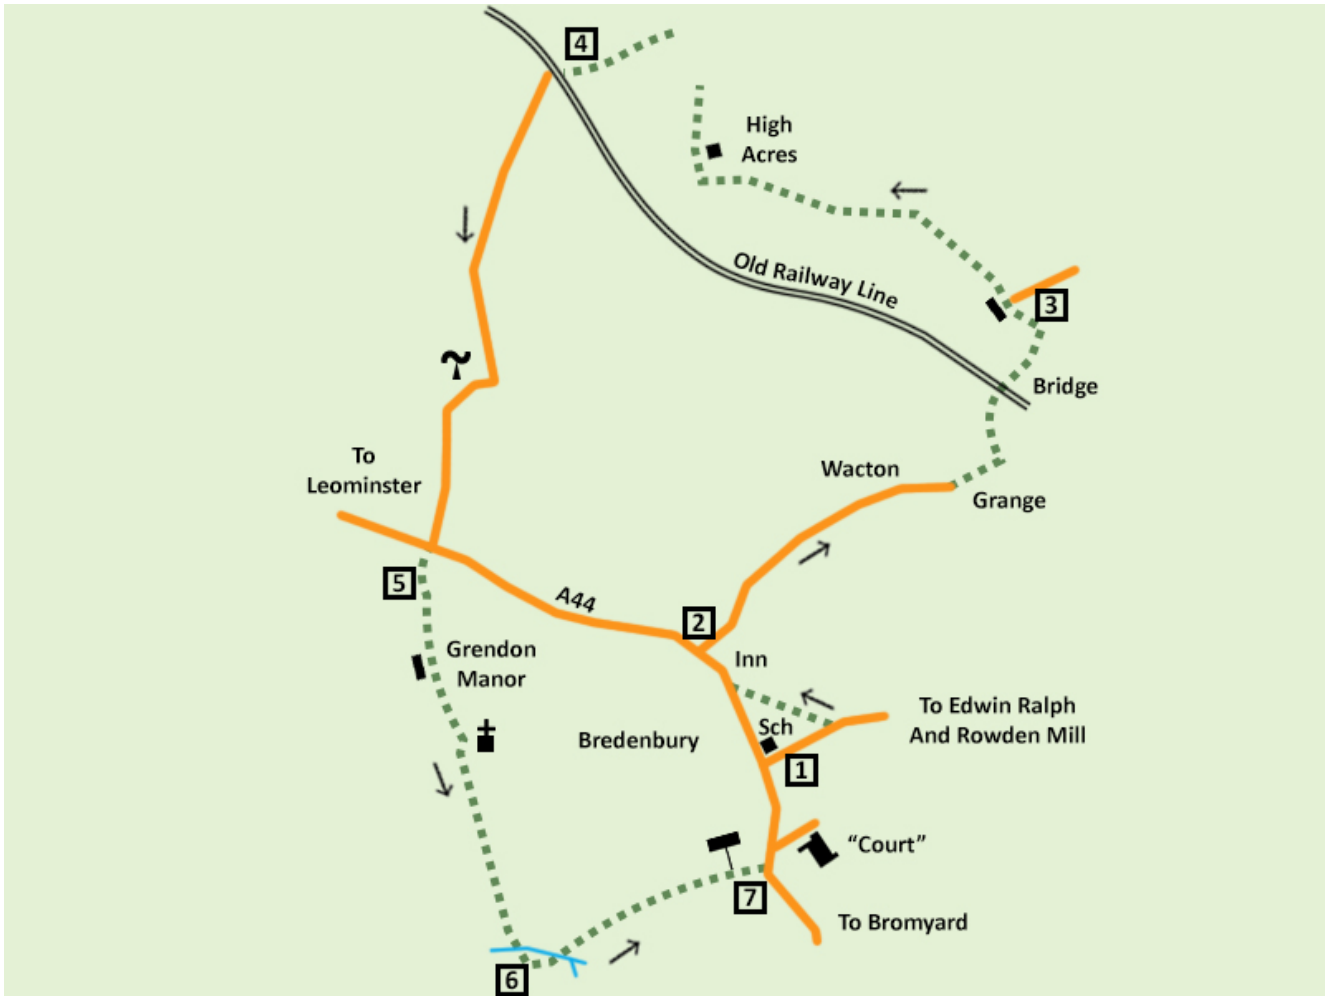 4
High
Acres
Old Railway Line
3
Bridge
To
Leominster
Wacton
Grange
5
A44
2
Grendon
Manor
Inn
To Edwin Ralph
And Rowden Mill
Sch
Bredenbury
1
"Court"
7
To Bromyard
6